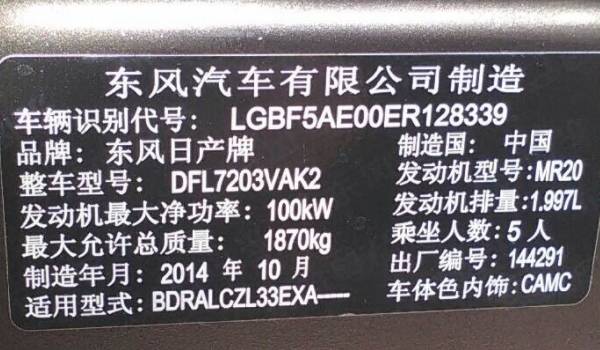 东风汽车有限公司制造
车辆识别代号: LGBF5AE00ER128339
品牌: 东风日产牌 制造国: 中国
整车型号: DFL7203VAK2 发动机型号:MR20
发动机最大净功率: 100kW 发动机排量:1.997L
最大允许总质量: 1870kg 乘坐人数:5人
制造年月: 2014 年 10 月 出厂编号: 144291
适用型式: BDRALCZL33EXA----- 车体色内饰:CAMC